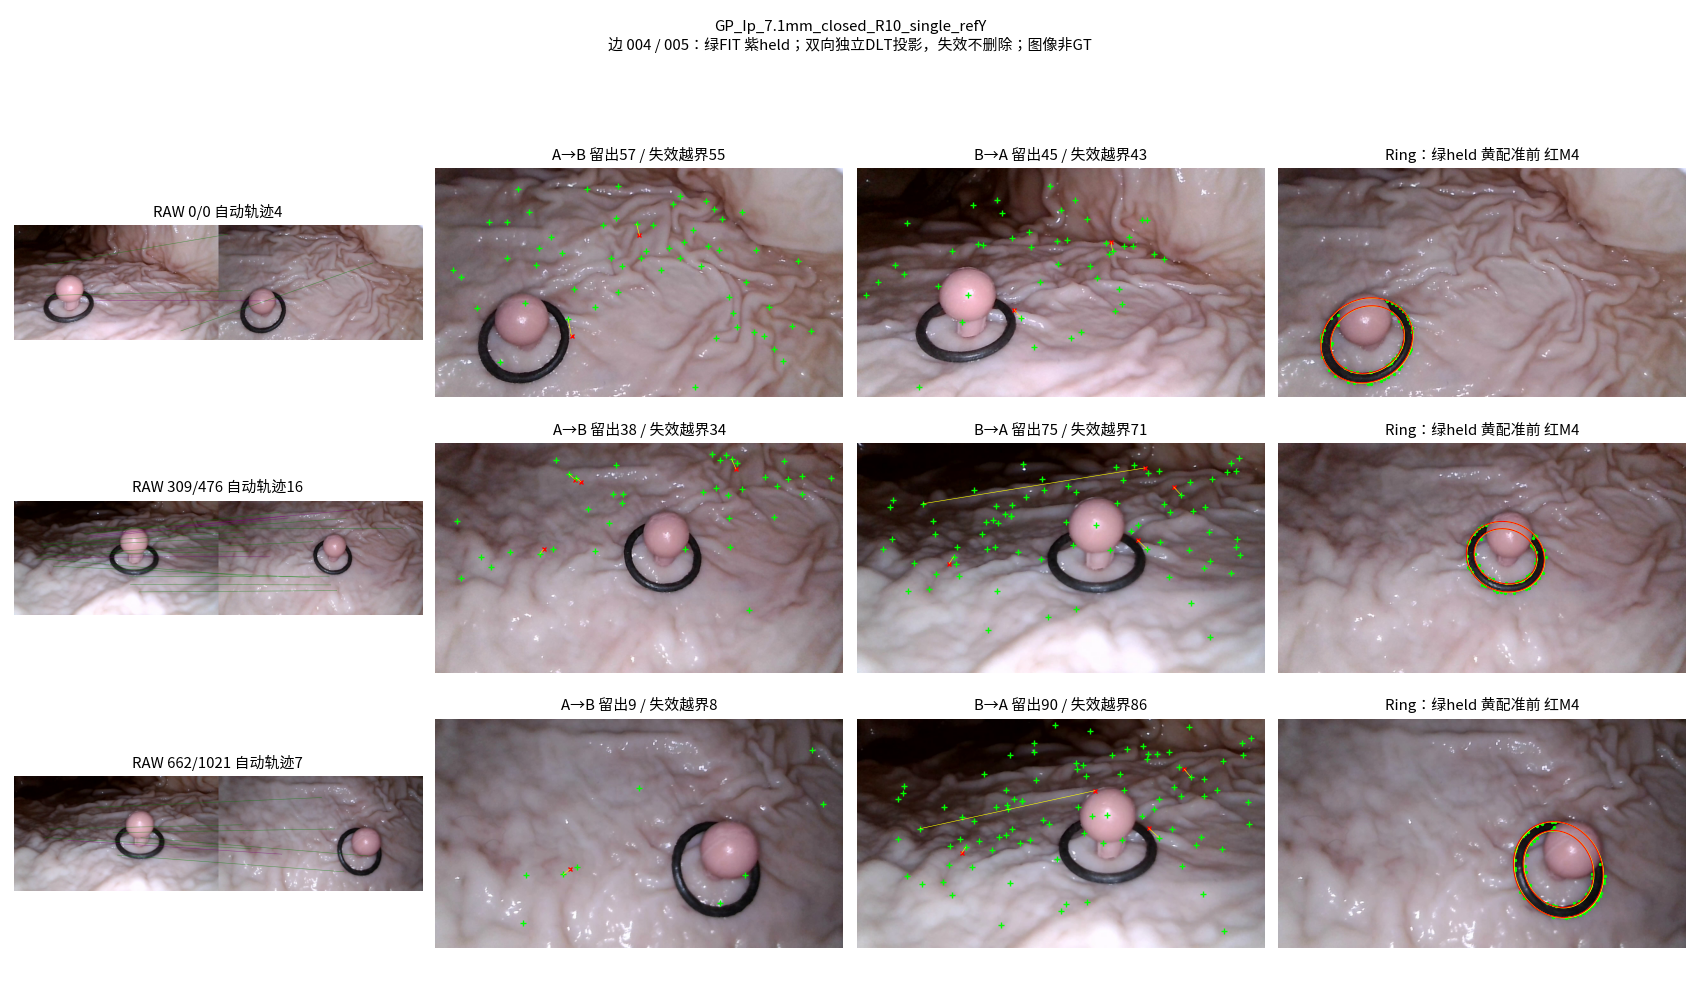 GP_Ip_7.1mm_closed_R10_single_refY
边 004 / 005：绿FIT 紫held；双向独立DLT投影，失效不删除；图像非GT
RAW 0/0 自动轨迹4
A→B 留出57 / 失效越界55
B→A 留出45 / 失效越界43
Ring：绿held 黄配准前 红M4
RAW 309/476 自动轨迹16
A→B 留出38 / 失效越界34
B→A 留出75 / 失效越界71
Ring：绿held 黄配准前 红M4
RAW 662/1021 自动轨迹7
A→B 留出9 / 失效越界8
B→A 留出90 / 失效越界86
Ring：绿held 黄配准前 红M4